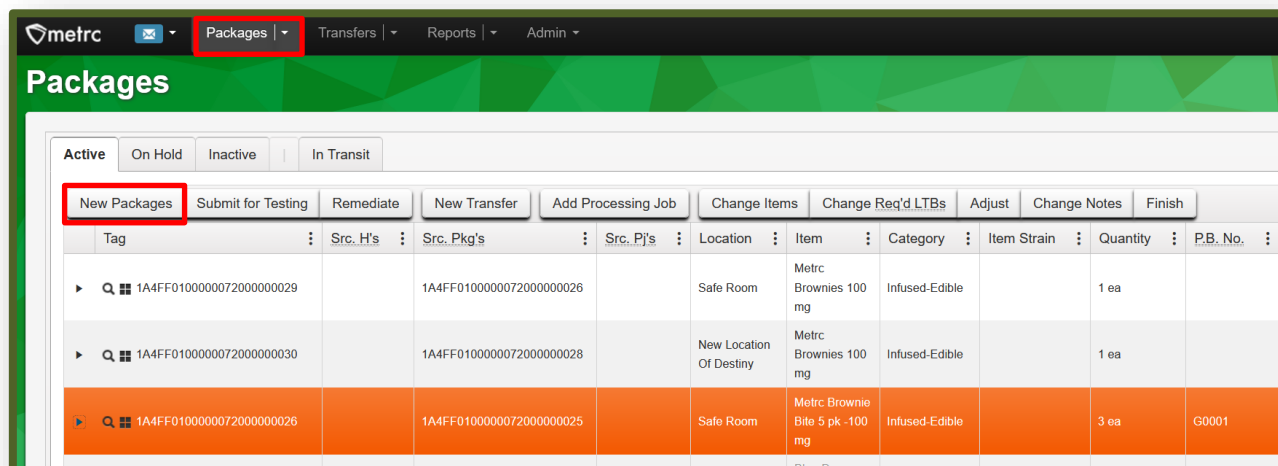 metrc Packages Transfers Reports Admin
Packages
Active On Hold Inactive In Transit
New Packages Submit for Testing Remediate New Transfer Add Processing Job Change Items Change Req'd LTBs Adjust Change Notes Finish
Tag Src. H's Src. Pkg's Src. Pj's Location Item Category Item Strain Quantity P.B. No.
1A4FF0100000072000000029 1A4FF0100000072000000026 Safe Room Metrc Brownies 100 mg Infused-Edible 1 ea
1A4FF0100000072000000030 1A4FF0100000072000000028 New Location Of Destiny Metrc Brownies 100 mg Infused-Edible 1 ea
1A4FF0100000072000000026 1A4FF0100000072000000025 Safe Room Metrc Brownie Bite 5 pk -100 mg Infused-Edible 3 ea G0001